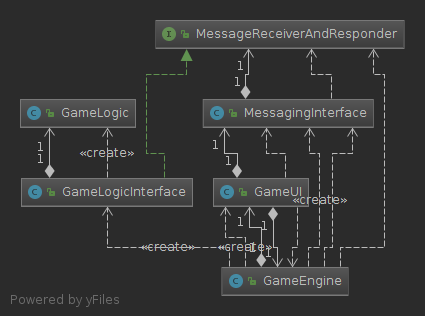 I MessageReceiverAndResponder
1
1
C GameLogic
C MessagingInterface
1
1
«create»
1
1
C GameLogicInterface
C GameUI
1
1
«create»
«create»
«create»
1
1
C GameEngine
Powered by yFiles